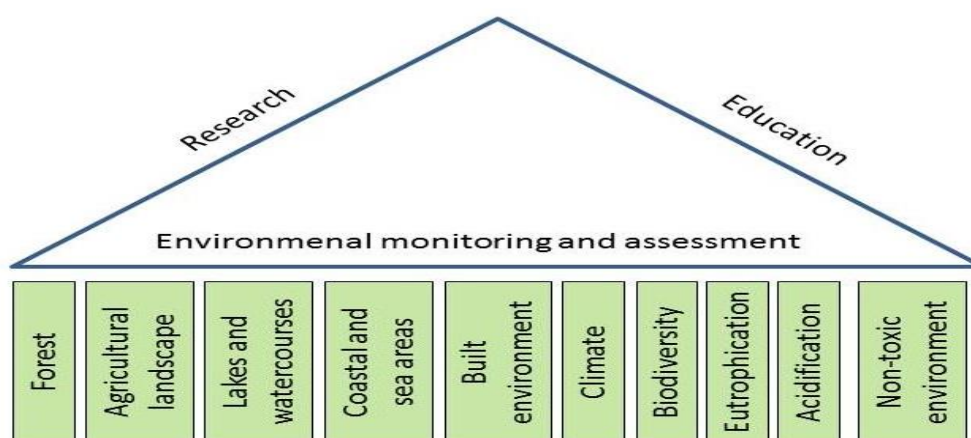 Research
Education
Environmenal monitoring and assessment
Forest
Agricultural
landscape
Lakes and
watercourses
Coastal and
sea areas
Built
environment
Climate
Biodiversity
Eutrophication
Acidification
Non-toxic
environment